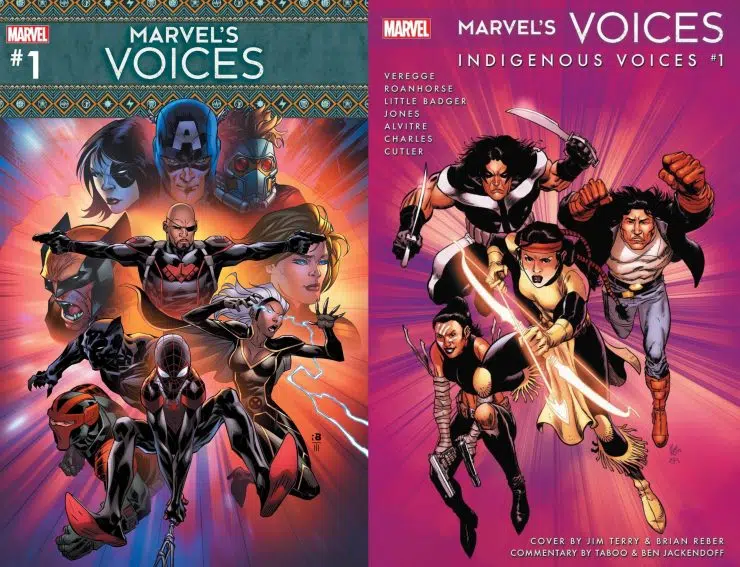 MARVEL
#1
MARVEL'S
VOICES
A
MARVEL
MARVEL'S VOICES
INDIGENOUS VOICES #1
VEREGGE
ROANHORSE
LITTLE BADGER
JONES
ALVITRE
CHARLES
CUTLER
COVER BY JIM TERRY & BRIAN REBER
COMMENTARY BY TABOO & BEN JACKENDOFF